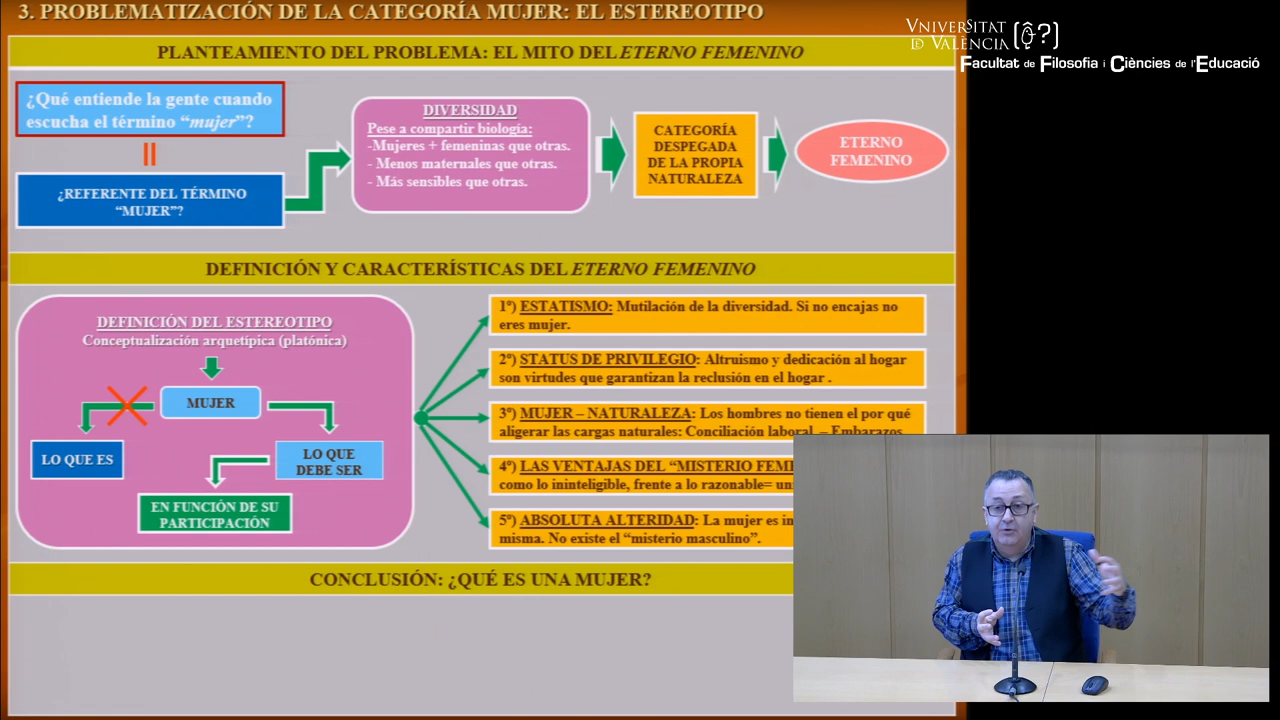 3. PROBLEMATIZACIÓN DE LA CATEGORÍA MUJER: EL ESTEREOTIPO
VNIVERSITAT
DE VALÈNCIA
Facultat de Filosofia i Ciències de l'Educació
PLANTEAMIENTO DEL PROBLEMA: EL MITO DEL ETERNO FEMENINO
¿Qué entiende la gente cuando
escucha el término “mujer”?
¿REFERENTE DEL TÉRMINO
“MUJER”?
DIVERSIDAD
Pese a compartir biología:
-Mujeres + femeninas que otras.
- Menos maternales que otras.
- Más sensibles que otras.
CATEGORÍA
DESPEGADA
DE LA PROPIA
NATURALEZA
ETERNO
FEMENINO
DEFINICIÓN Y CARACTERÍSTICAS DEL ETERNO FEMENINO
DEFINICIÓN DEL ESTEREOTIPO
Conceptualización arquetípica (platónica)
MUJER
LO QUE ES
LO QUE
DEBE SER
EN FUNCIÓN DE SU
PARTICIPACIÓN
1º) ESTATISMO: Mutilación de la diversidad. Si no encajas no
eres mujer.
2º) STATUS DE PRIVILEGIO: Altruismo y dedicación al hogar
son virtudes que garantizan la reclusión en el hogar .
3º) MUJER – NATURALEZA: Los hombres no tienen el por qué
aligerar las cargas naturales: Conciliación laboral, – Embarazos
4º) LAS VENTAJAS DEL “MISTERIO
como lo ininteligible, frente a lo razonable=
5º) ABSOLUTA ALTERIDAD: La mujer es
misma. No existe el “misterio masculino”.
CONCLUSIÓN: ¿QUÉ ES UNA MUJER?